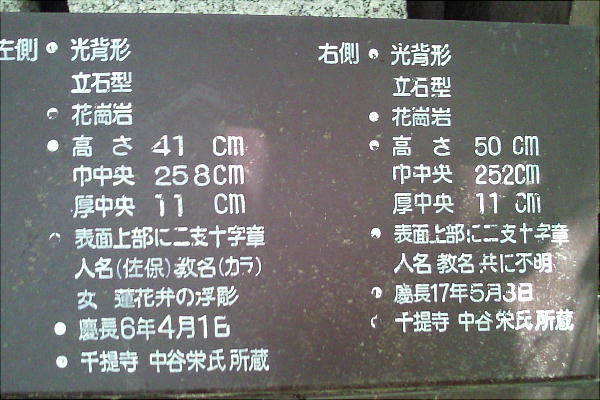 左側 • 光背形
立石型
• 花崗岩
• 高さ 41 cm
巾中央 258cm
厚中央 11 cm
• 表面上部に二支十字章
人名(佐保)教名(カラ)
女 蓮花弁の浮彫
• 慶長6年4月1日
• 千提寺 中谷栄氏所蔵
右側 • 光背形
立石型
• 花崗岩
• 高さ 50 cm
巾中央 252cm
厚中央 11 cm
• 表面上部に二支十字章
人名 教名 共に不明
• 慶長17年5月3日
• 千提寺 中谷栄氏所蔵